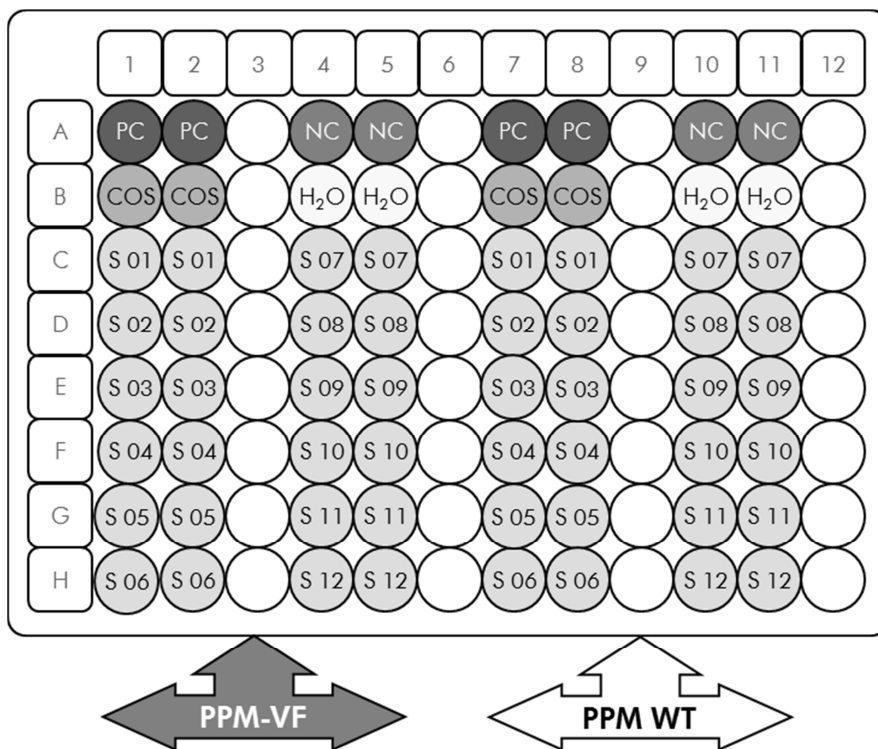 1 2 3 4 5 6 7 8 9 10 11 12
A PC PC NC NC PC PC NC NC
B COS COS H₂O H₂O COS COS H₂O H₂O
C S 01 S 01 S 07 S 07 S 01 S 01 S 07 S 07
D S 02 S 02 S 08 S 08 S 02 S 02 S 08 S 08
E S 03 S 03 S 09 S 09 S 03 S 03 S 09 S 09
F S 04 S 04 S 10 S 10 S 04 S 04 S 10 S 10
G S 05 S 05 S 11 S 11 S 05 S 05 S 11 S 11
H S 06 S 06 S 12 S 12 S 06 S 06 S 12 S 12
PPM-VF PPM WT